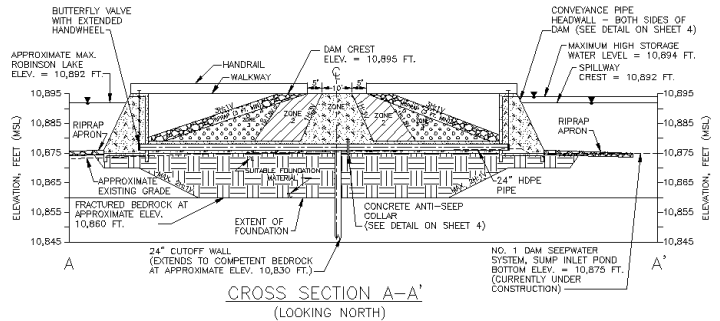 BUTTERFLY VALVE
WITH EXTENDED
HANDWHEEL
CONVEYANCE PIPE
HEADWALL - BOTH SIDES OF
DAM (SEE DETAIL ON SHEET 4)
DAM CREST
ELEV. = 10,895 FT.
MAXIMUM HIGH STORAGE
WATER LEVEL = 10,894 FT.
APPROXIMATE MAX.
ROBINSON LAKE
ELEV. = 10,892 FT.
HANDRAIL
WALKWAY
SPILLWAY
CREST = 10,892 FT.
5' 10' 5'
10,895
10,885
10,875
10,865
10,855
10,845
ELEVATION, FEET (MSL)
10,895
10,885
10,875
10,865
10,855
10,845
ELEVATION, FEET (MSL)
RIPRAP
APRON
RIPRAP
APRON
ZONE
1
ZONE
2
ZONE
2
SUITABLE FOUNDATION
MATERIAL
APPROXIMATE
EXISTING GRADE
FRACTURED BEDROCK AT
APPROXIMATE ELEV.
10,860 FT.
EXTENT OF
FOUNDATION
24" HDPE
PIPE
CONCRETE ANTI-SEEP
COLLAR
(SEE DETAIL ON SHEET 4)
24" CUTOFF WALL
(EXTENDS TO COMPETENT BEDROCK
AT APPROXIMATE ELEV. 10,830 FT.)
NO. 1 DAM SEEPWATER
SYSTEM, SUMP INLET POND
BOTTOM ELEV. = 10,875 FT.
(CURRENTLY UNDER
CONSTRUCTION)
A
A'
CROSS SECTION A-A'
(LOOKING NORTH)